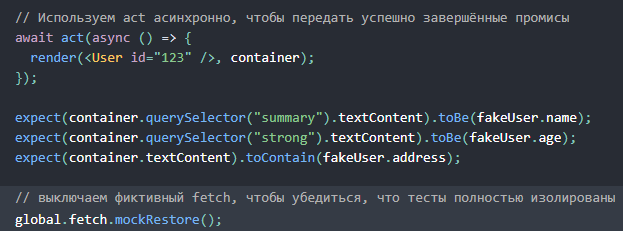 // Используем act асинхронно, чтобы передать успешно завершённые промисы
await act(async () => {
render(<User id="123" />, container);
});
expect(container.querySelector("summary").textContent).toBe(fakeUser.name);
expect(container.querySelector("strong").textContent).toBe(fakeUser.age);
expect(container.textContent).toContain(fakeUser.address);
// выключаем фиктивный fetch, чтобы убедиться, что тесты полностью изолированы
global.fetch.mockRestore();